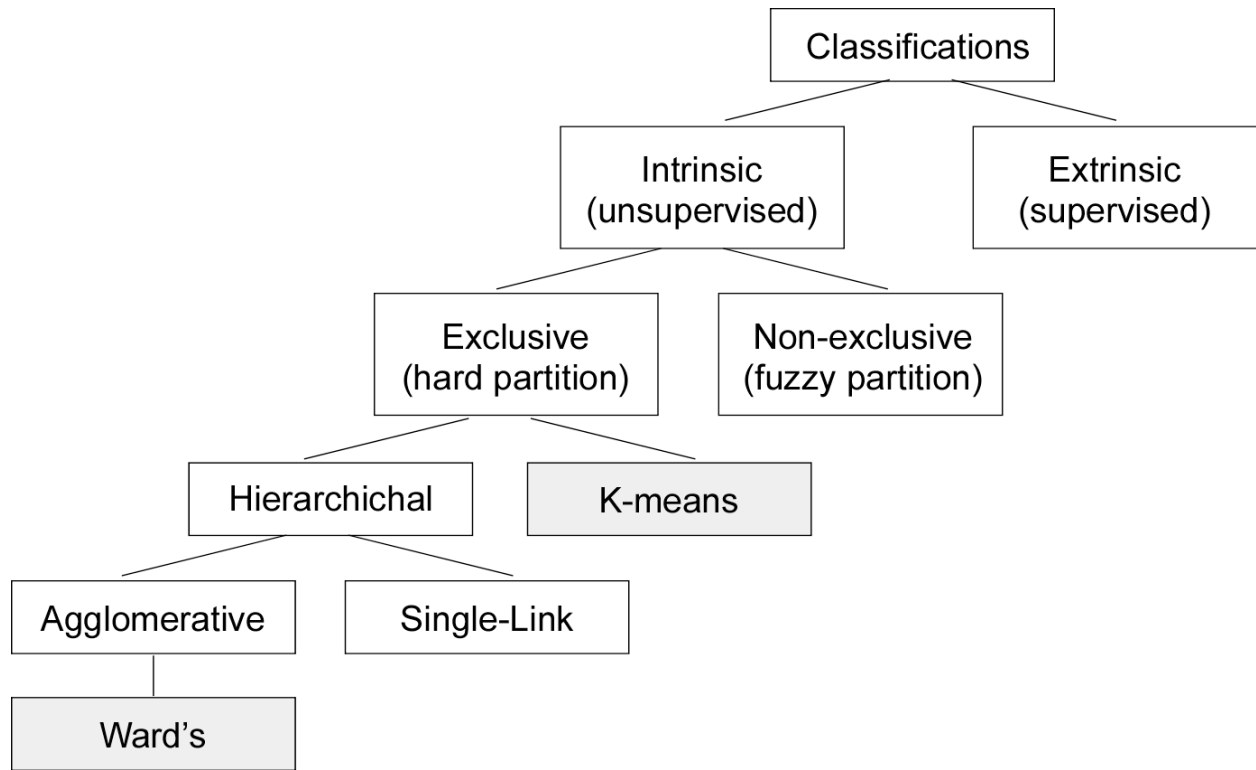 Classifications
Intrinsic
(unsupervised)
Extrinsic
(supervised)
Exclusive
(hard partition)
Non-exclusive
(fuzzy partition)
Hierarchichal
K-means
Agglomerative
Single-Link
Ward’s